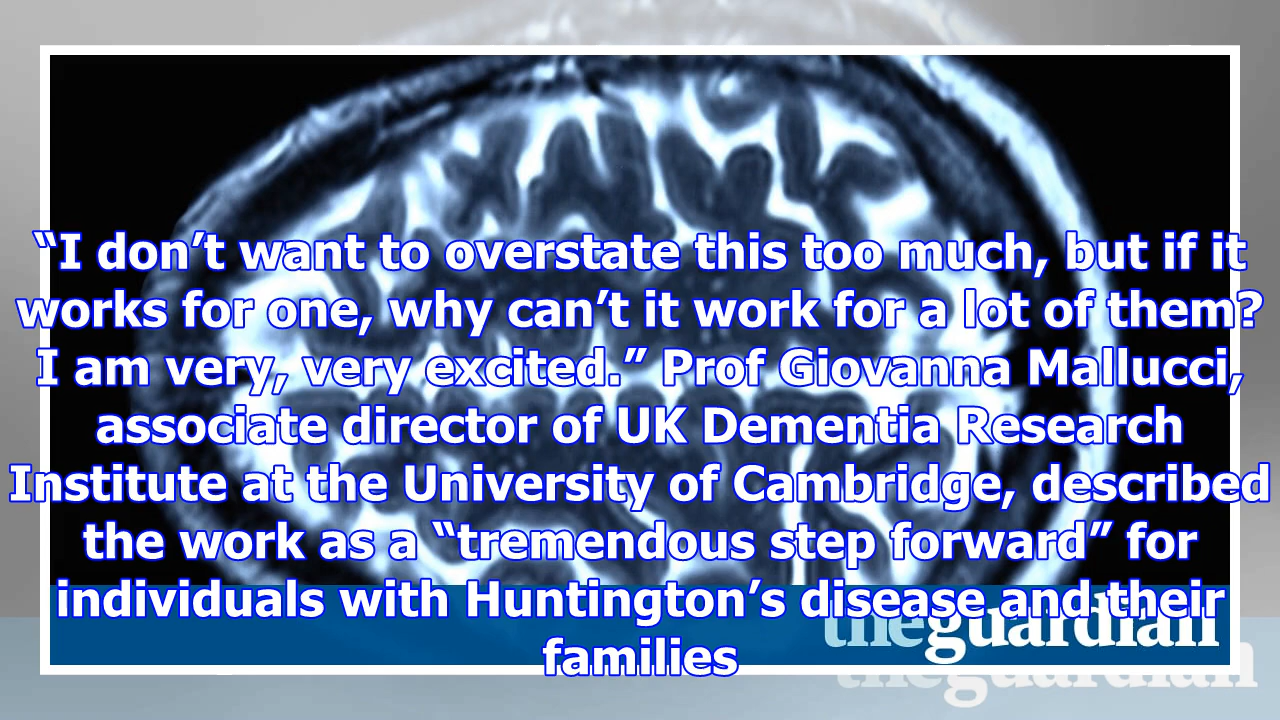 “I don’t want to overstate this too much, but if it
works for one, why can’t it work for a lot of them?
I am very, very excited.” Prof Giovanna Mallucci,
associate director of UK Dementia Research
Institute at the University of Cambridge, described
the work as a “tremendous step forward” for
individuals with Huntington’s disease and their
families
theguardian
theguardian